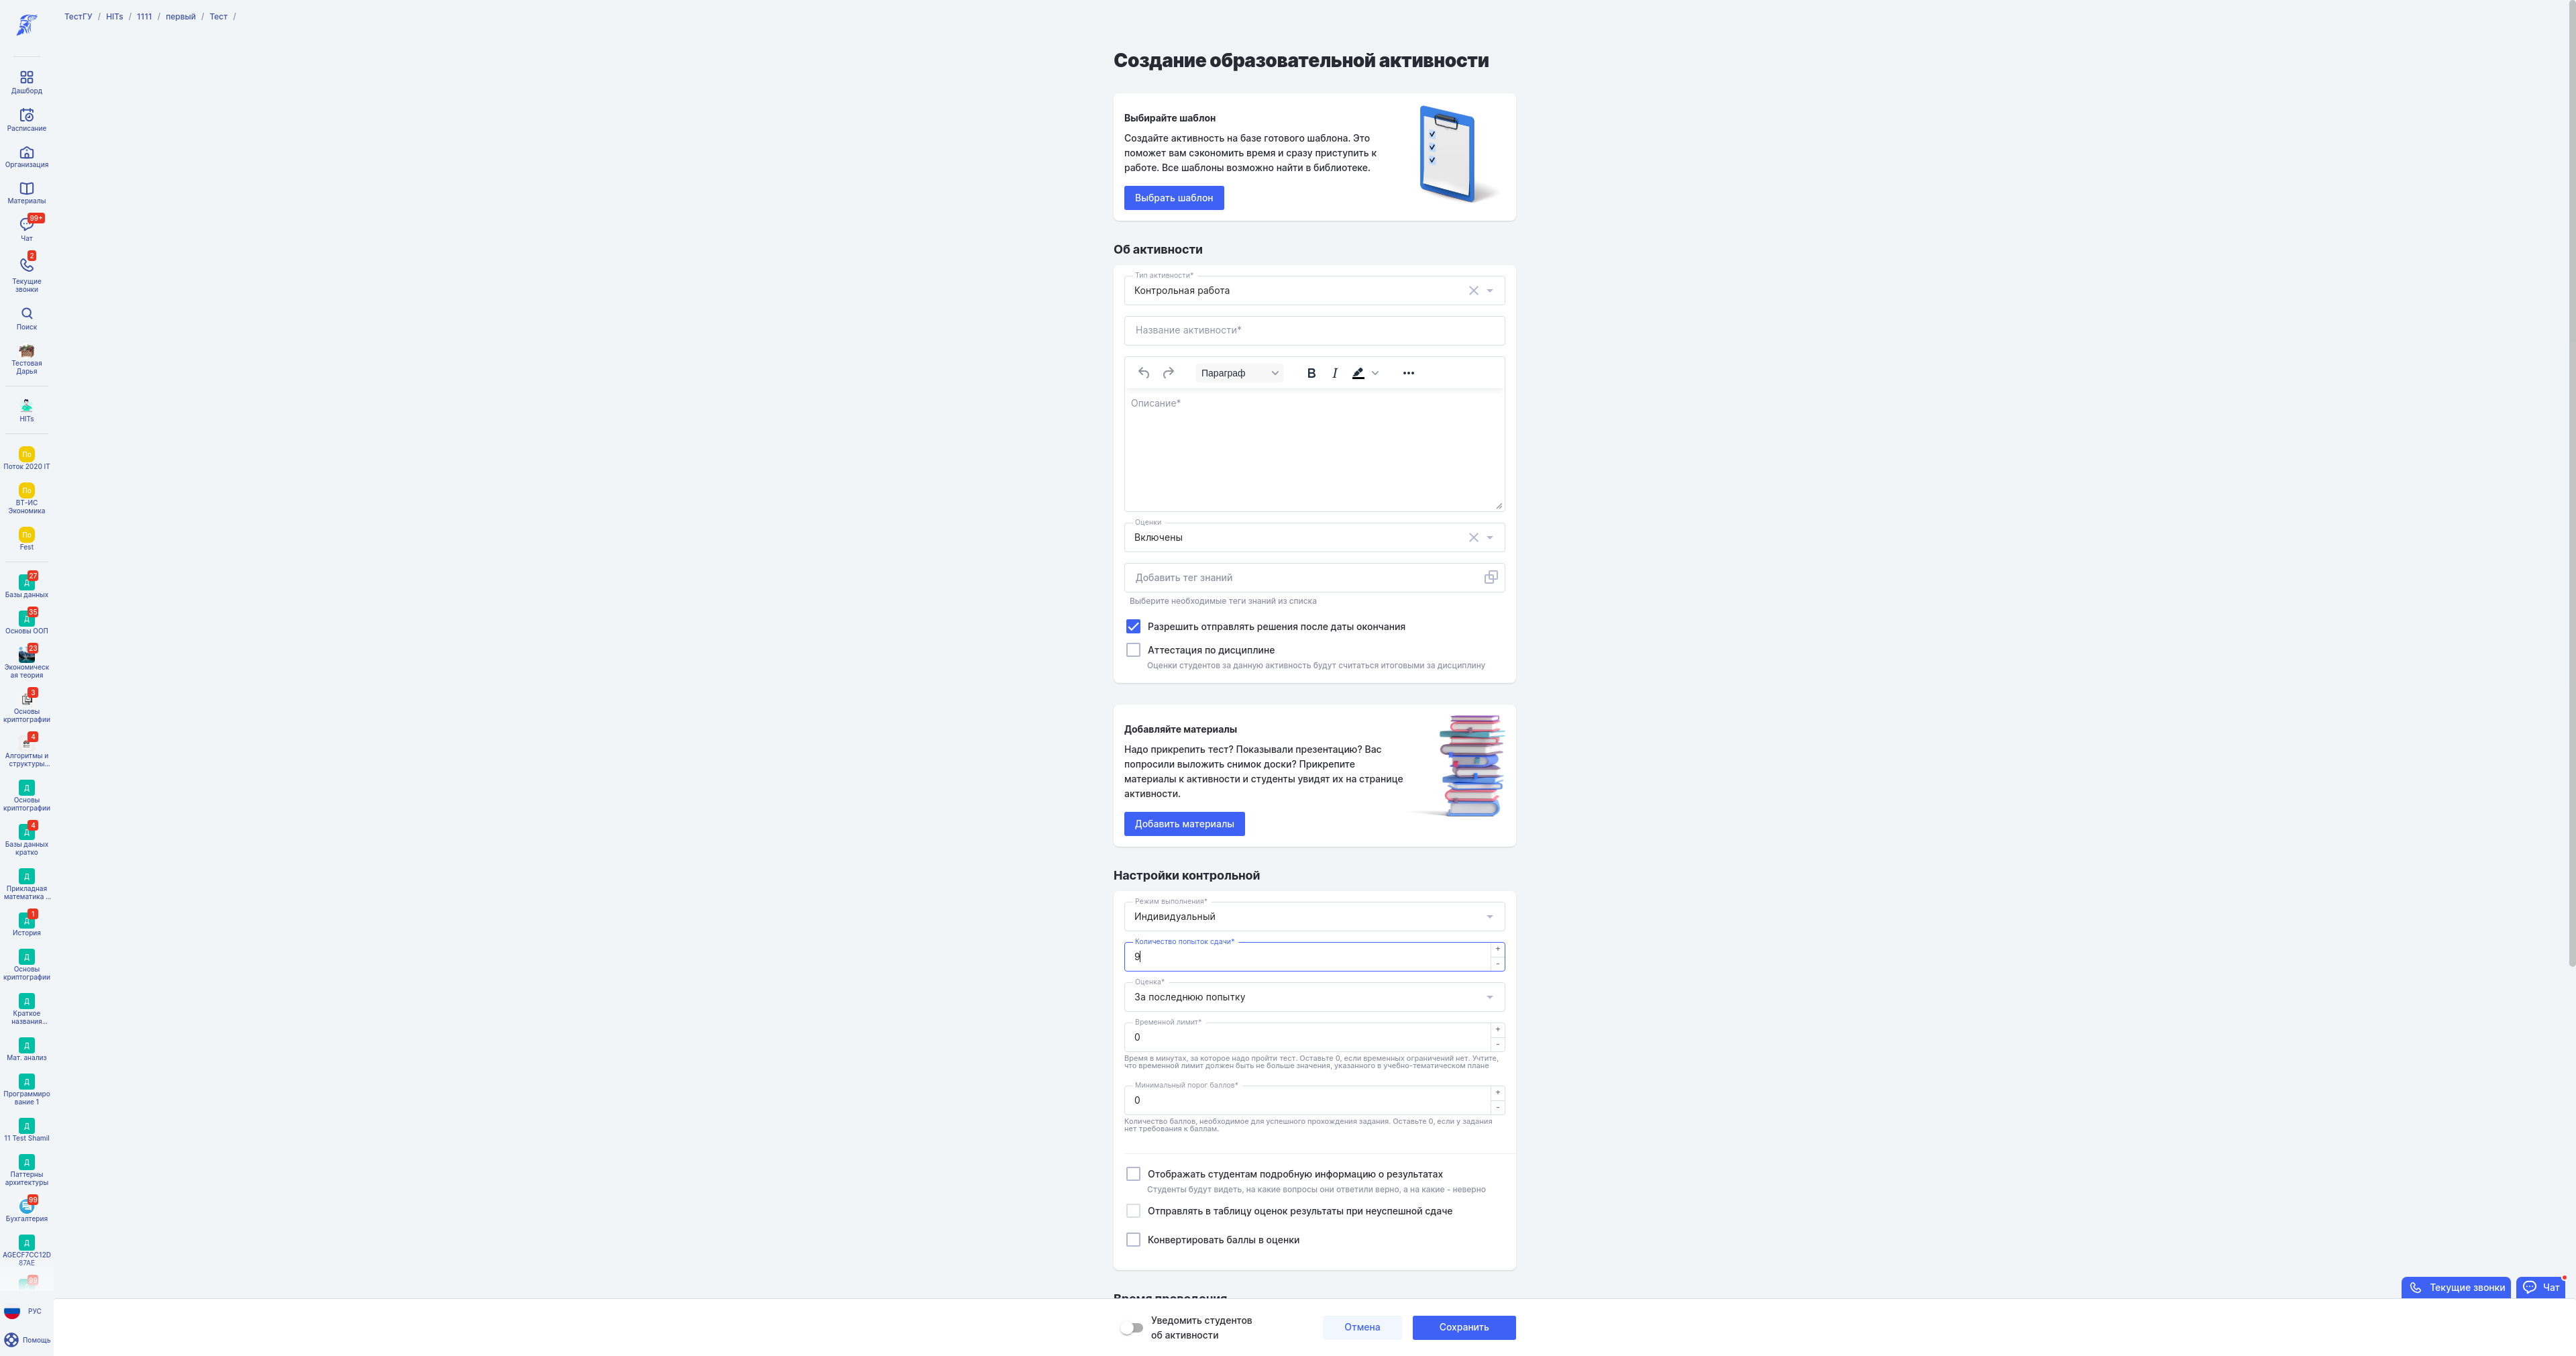 ТестГУ / HITs / 1111 / первый / Тест /
Дашборд
Расписание
Организация
Материалы
99+
Чат
2
Текущие
звонки
Поиск
Тестовая
Дарья
HITs
По
Поток 2020 IT
По
ВТ-ИС
Экономика
По
Fest
27
Д
Базы данных
35
Д
Основы ООП
23
Экономическ
ая теория
3
Основы
криптографии
4
Алгоритмы и
структуры...
Д
Основы
криптографии
4
Д
Базы данных
кратко
Д
Прикладная
математика ...
1
Д
История
Д
Основы
криптографии
Д
Краткое
названия...
Д
Мат. анализ
Д
Программиро
вание 1
Д
11 Test Shamil
Д
Паттерны
архитектуры
99
Бухгалтерия
Д
AGECF7CC12D
87AE
РУС
Помощь
Создание образовательной активности
Выбирайте шаблон
Создайте активность на базе готового шаблона. Это
поможет вам сэкономить время и сразу приступить к
работе. Все шаблоны возможно найти в библиотеке.
Выбрать шаблон
Об активности
Тип активности*
Контрольная работа
Название активности*
Параграф B I
Описание*
Оценки
Включены
Добавить тег знаний
Выберите необходимые теги знаний из списка
Разрешить отправлять решения после даты окончания
Аттестация по дисциплине
Оценки студентов за данную активность будут считаться итоговыми за дисциплину
Добавляйте материалы
Надо прикрепить тест? Показывали презентацию? Вас
попросили выложить снимок доски? Прикрепите
материалы к активности и студенты увидят их на странице
активности.
Добавить материалы
Настройки контрольной
Режим выполнения*
Индивидуальный
Количество попыток сдачи*
9
+
-
Оценка*
За последнюю попытку
Временной лимит*
0
+
-
Время в минутах, за которое надо пройти тест. Оставьте 0, если временных ограничений нет. Учтите,
что временной лимит должен быть не больше значения, указанного в учебно-тематическом плане
Минимальный порог баллов*
0
+
-
Количество баллов, необходимое для успешного прохождения задания. Оставьте 0, если у задания
нет требования к баллам.
Отображать студентам подробную информацию о результатах
Студенты будут видеть, на какие вопросы они ответили верно, а на какие - неверно
Отправлять в таблицу оценок результаты при неуспешной сдаче
Конвертировать баллы в оценки
Время проведения
Уведомить студентов
об активности
Отмена
Сохранить
Текущие звонки
Чат